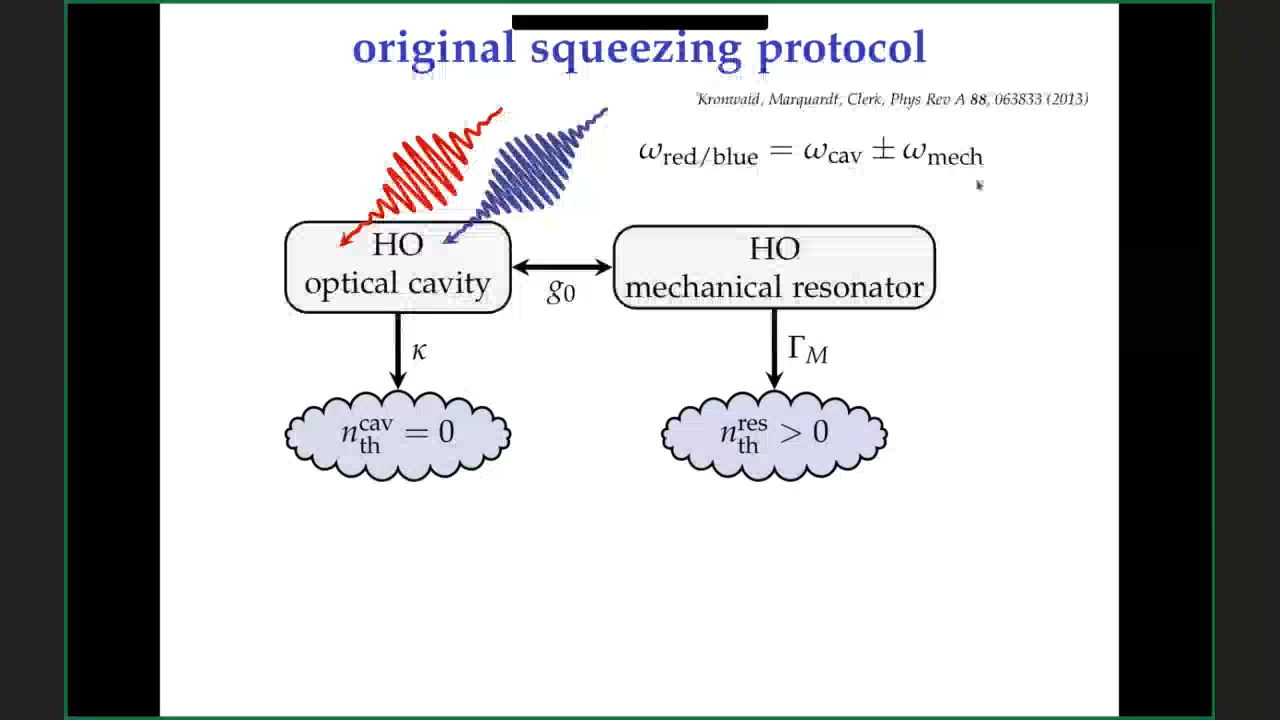 original squeezing protocol
Kronwald, Marquardt, Clerk, Phys Rev A 88, 063833 (2013)
ω_red/blue = ω_cav ± ω_mech
HO
optical cavity
g₀
HO
mechanical resonator
κ
Γ_M
n_th^cav = 0
n_th^res > 0